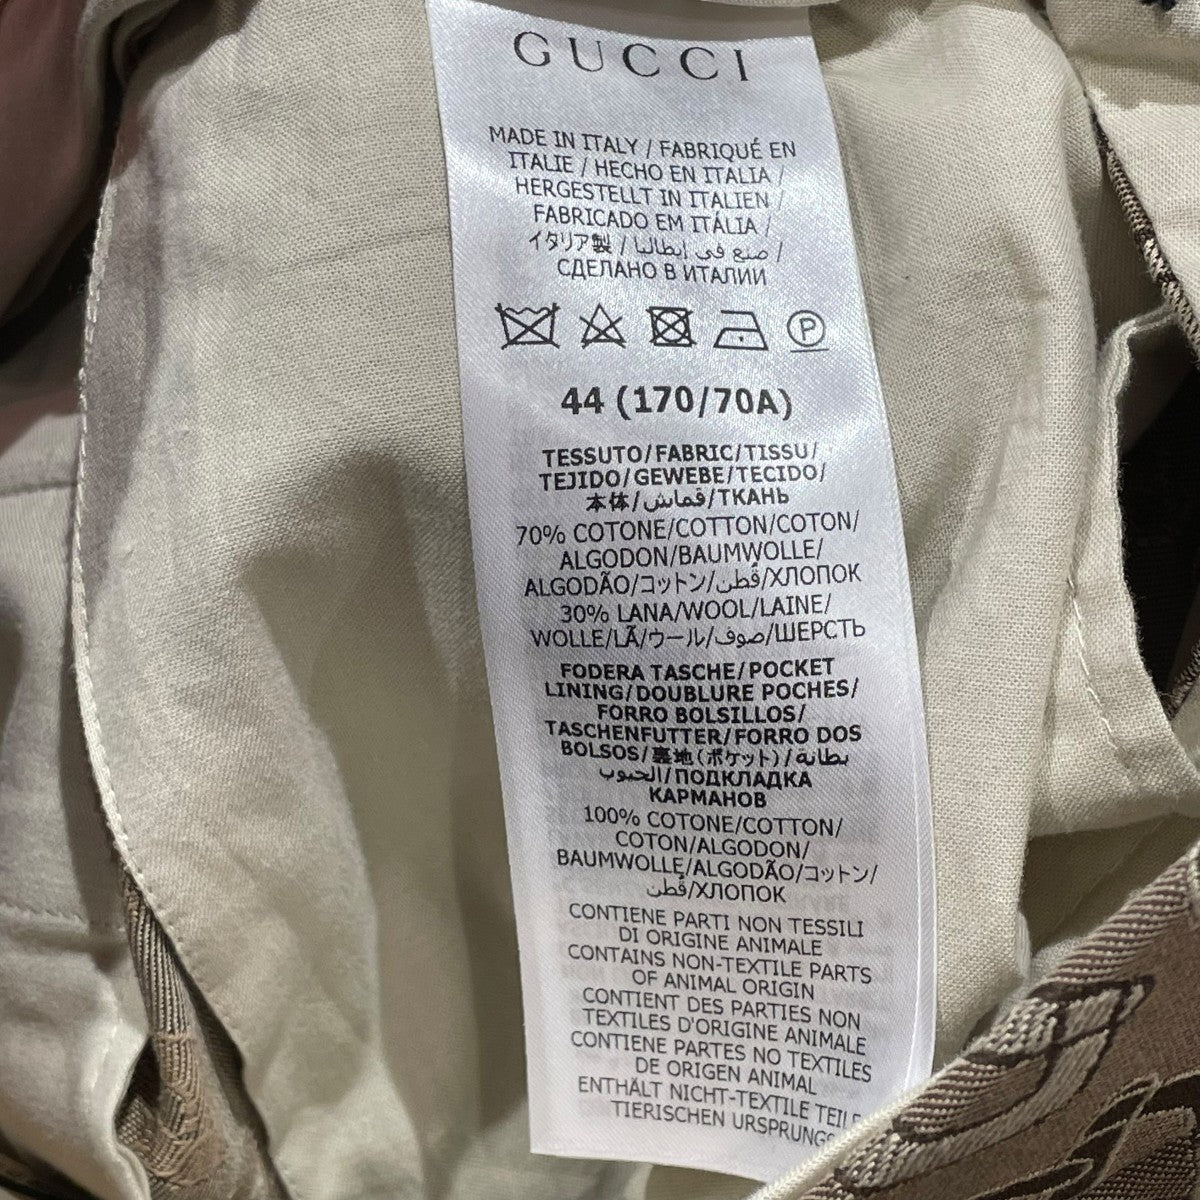 GUCCI
MADE IN ITALY / FABRIQUÉ EN
ITALIE / HECHO EN ITALIA /
HERGESTELLT IN ITALIEN /
FABRICADO EM ITÁLIA /
イタリア製 / صنع في إيطاليا /
СДЕЛАНО В ИТАЛИИ
P
44 (170/70A)
TESSUTO/FABRIC/TISSU/
TEJIDO/GEWEBE/TECIDO/
本体/قماش/ТКАНЬ
70% COTONE/COTTON/COTON/
ALGODON/BAUMWOLLE/
ALGODÃO/コットン/قُطن/ХЛОПОК
30% LANA/WOOL/LAINE/
WOLLE/LÃ/ウール/صوف/ШЕРСТЬ
FODERA TASCHE/POCKET
LINING/DOUBLURE POCHES/
FORRO BOLSILLOS/
TASCHENFUTTER/FORRO DOS
BOLSOS/裏地(ポケット)/بطانة
الجيوب/ПОДКЛАДКА
КАРМАНОВ
100% COTONE/COTTON/
COTON/ALGODON/
BAUMWOLLE/ALGODÃO/コットン/
قُطن/ХЛОПОК
CONTIENE PARTI NON TESSILI
DI ORIGINE ANIMALE
CONTAINS NON-TEXTILE PARTS
OF ANIMAL ORIGIN
CONTIENT DES PARTIES NON
TEXTILES D'ORIGINE ANIMALE
CONTIENE PARTES NO TEXTILES
DE ORIGEN ANIMAL
ENTHÄLT NICHT-TEXTILE TEILE
TIERISCHEN URSPRUNGS